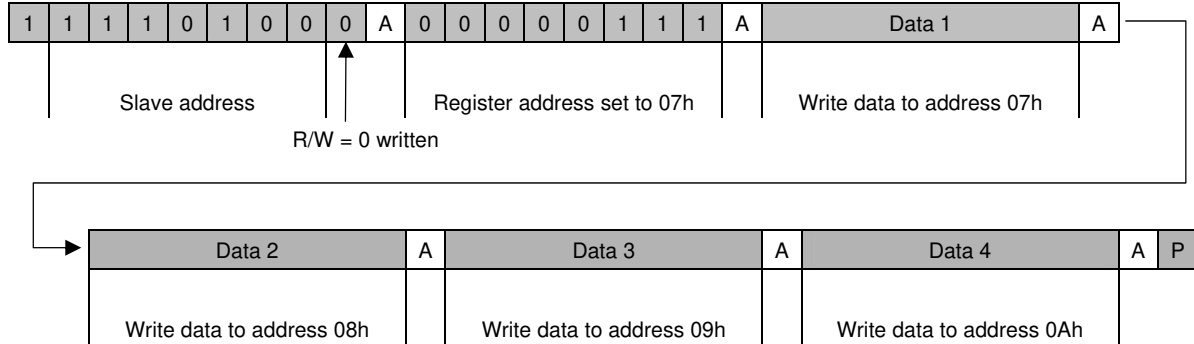 1 1 1 1 0 1 0 0 0 A 0 0 0 0 0 1 1 1 A Data 1 A
Slave address Register address set to 07h Write data to address 07h
R/W = 0 written
Data 2 A Data 3 A Data 4 A P
Write data to address 08h Write data to address 09h Write data to address 0Ah